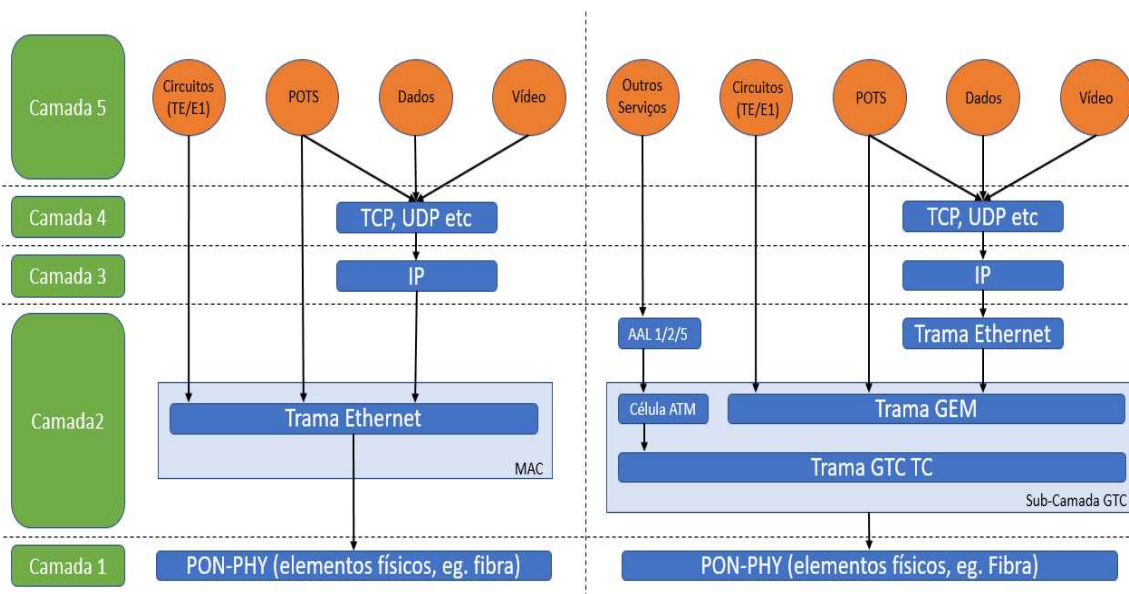 Camada 5
Circuitos
(TE/E1)
POTS
Dados
Vídeo
Outros
Serviços
Circuitos
(TE/E1)
POTS
Dados
Vídeo
Camada 4
TCP, UDP etc
TCP, UDP etc
Camada 3
IP
IP
Camada2
AAL 1/2/5
Trama Ethernet
Trama Ethernet
MAC
Célula ATM
Trama GEM
Trama GTC TC
Sub-Camada GTC
Camada 1
PON-PHY (elementos físicos, eg. fibra)
PON-PHY (elementos físicos, eg. Fibra)